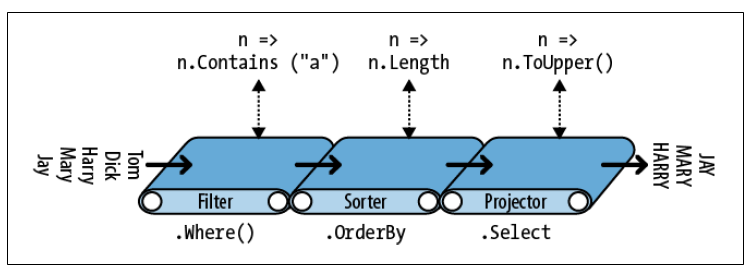 n =>
n.Contains ("a")
n =>
n.Length
n =>
n.ToUpper()
Tom
Dick
Harry
Mary
Jay
JAY
MARY
HARRY
Filter
Sorter
Projector
.Where()
.OrderBy
.Select